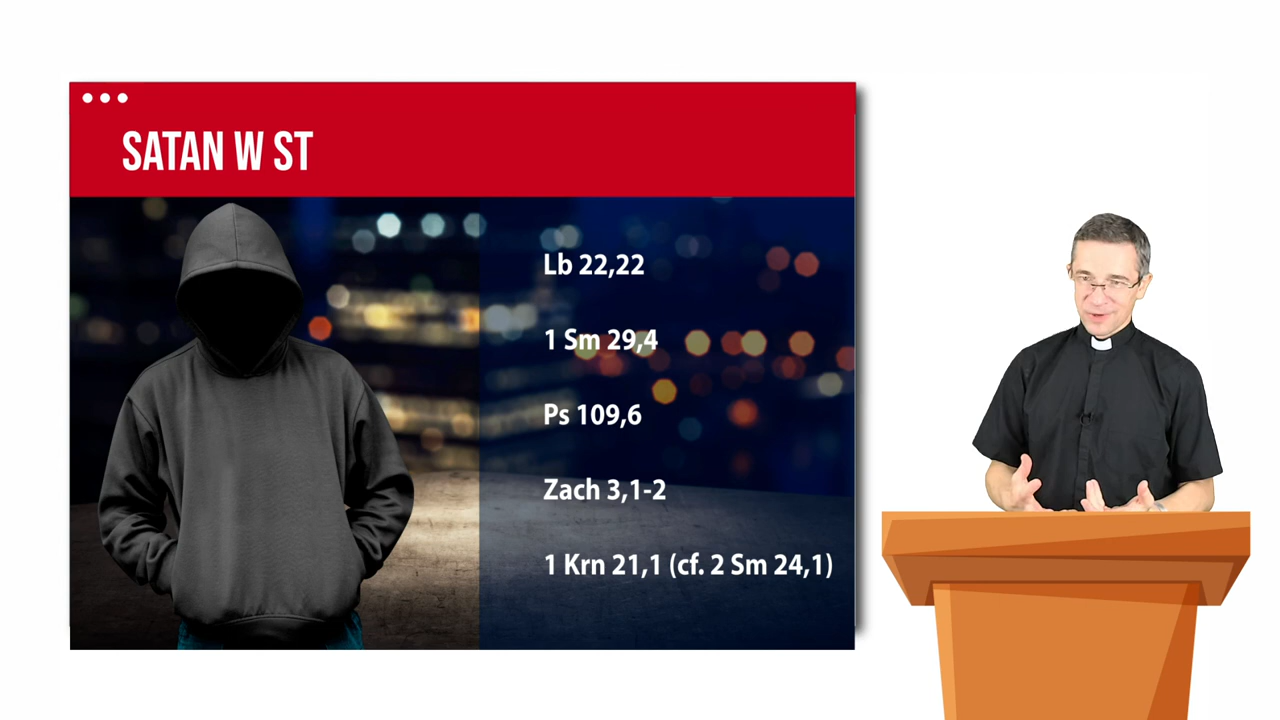 SATAN W ST
Lb 22,22
1 Sm 29,4
Ps 109,6
Zach 3,1-2
1 Krn 21,1 (cf. 2 Sm 24,1)